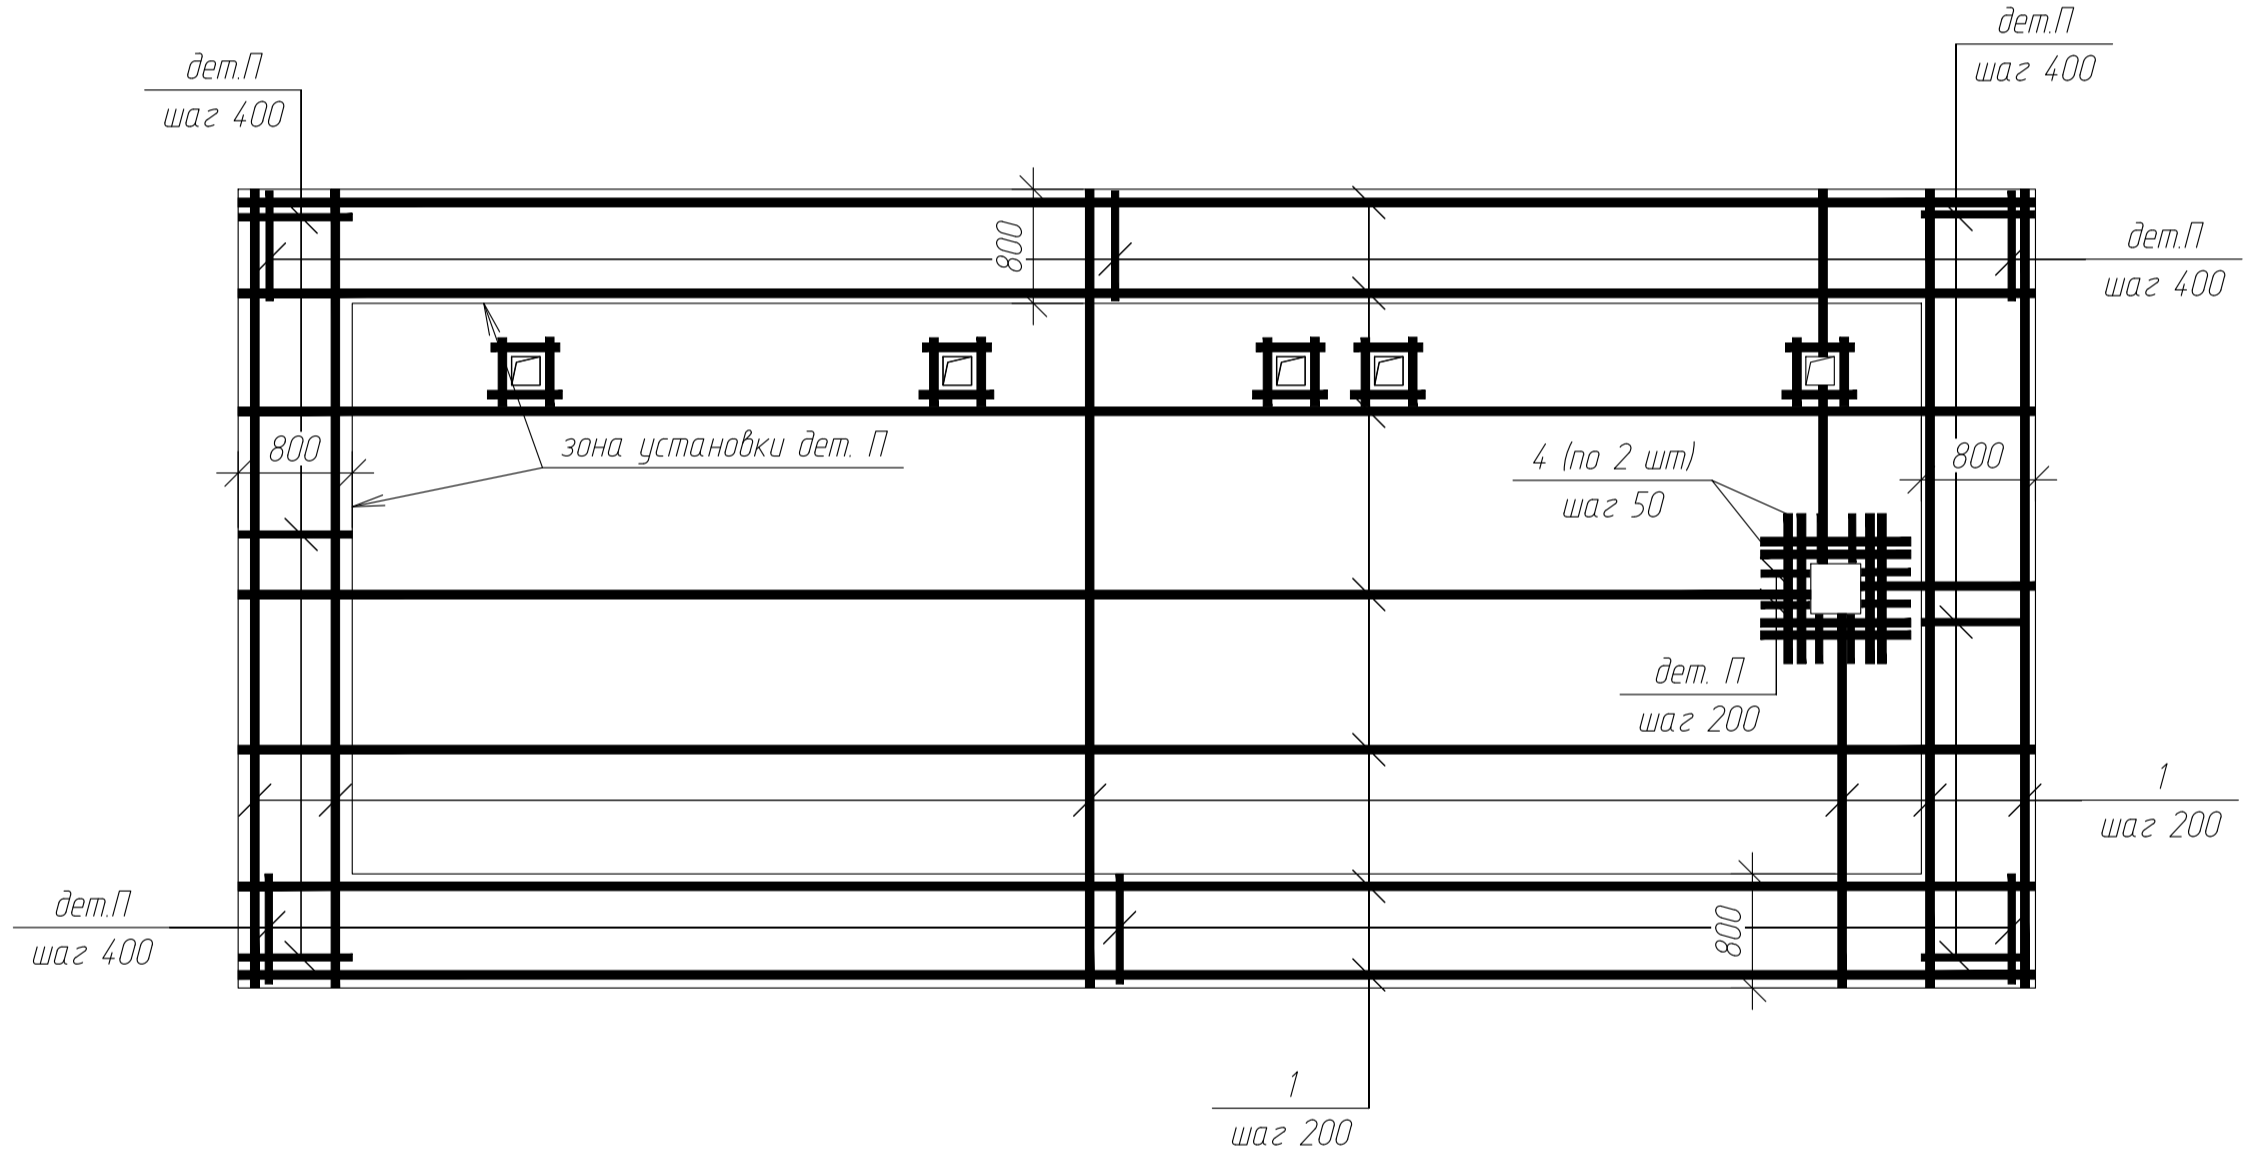 дет.П
шаг 400
дет.П
шаг 400
800
дет.П
шаг 400
800
зона установки дет. П
4 (по 2 шт)
шаг 50
800
дет. П
шаг 200
1
шаг 200
дет.П
шаг 400
800
1
шаг 200